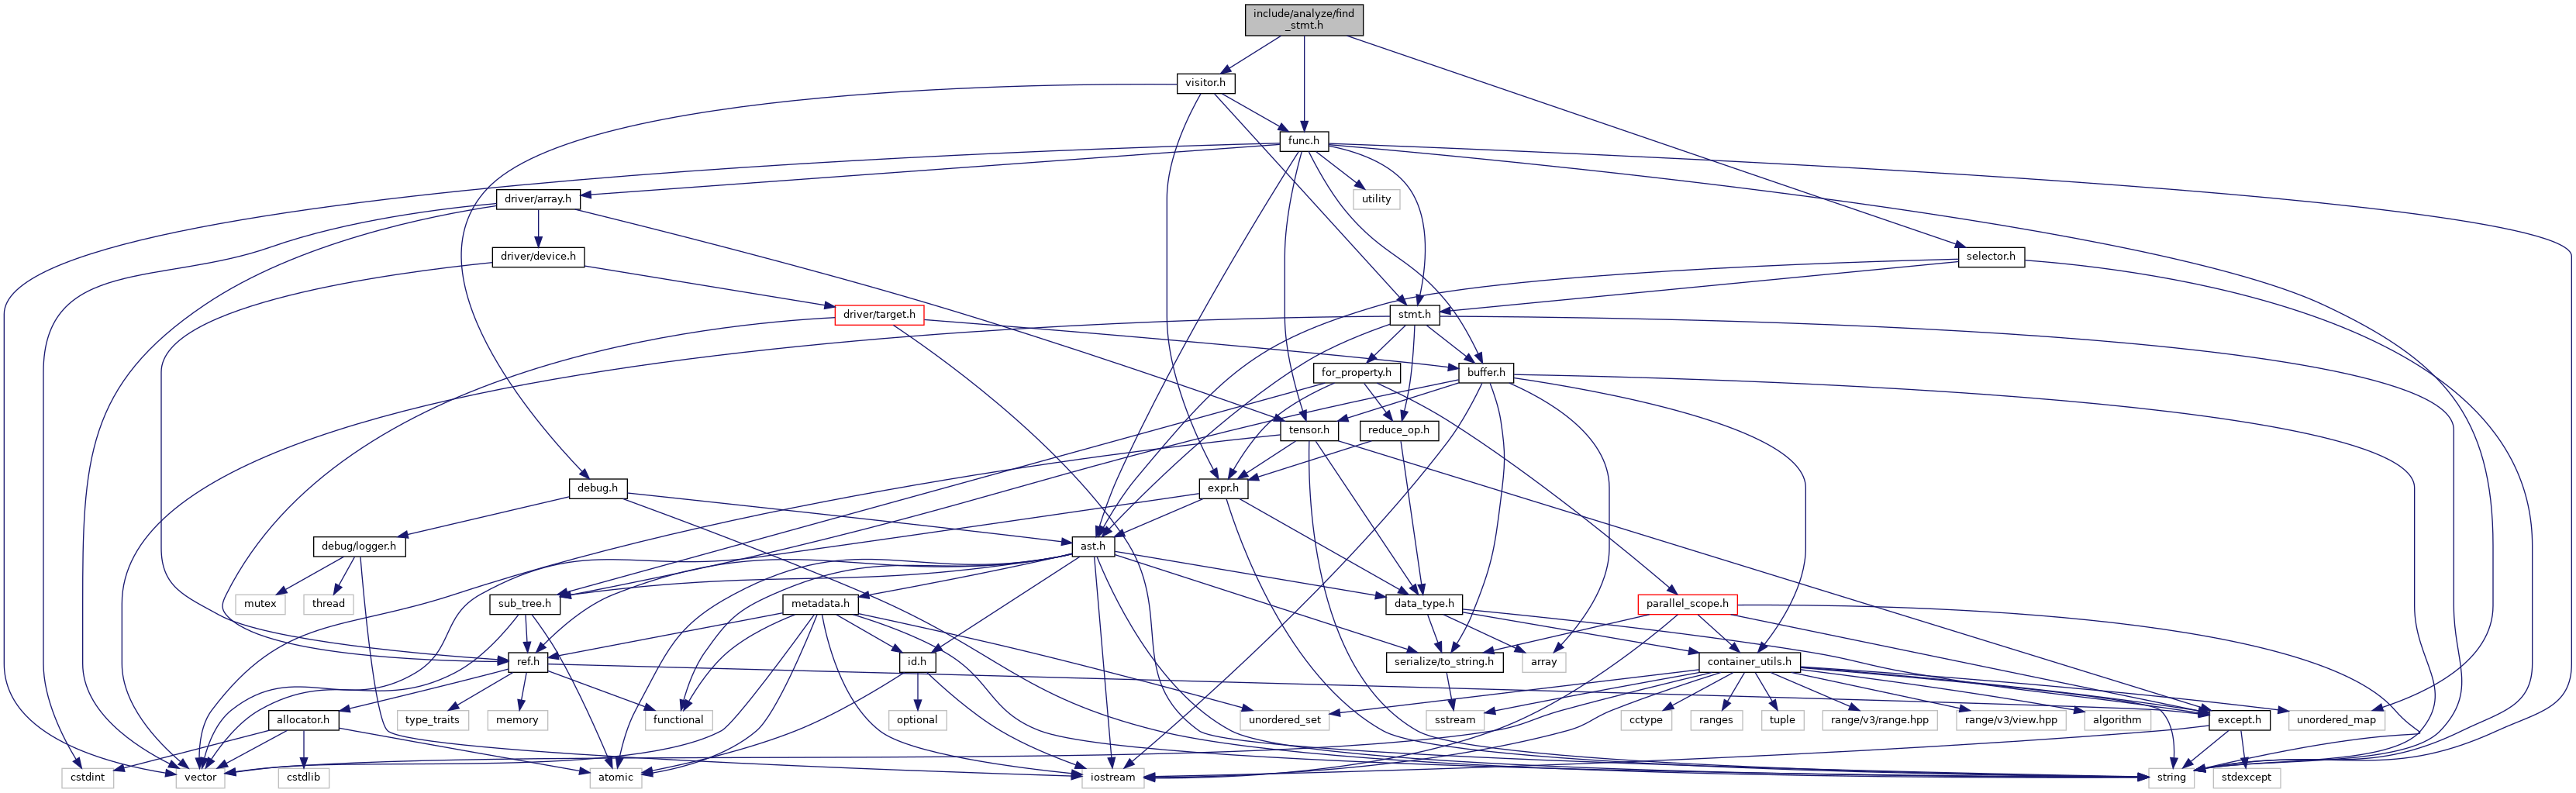 include/analyze/find
_stmt.h
visitor.h
func.h
driver/array.h
utility
driver/device.h
selector.h
driver/target.h
stmt.h
for_property.h
buffer.h
tensor.h
reduce_op.h
debug.h
expr.h
debug/logger.h
ast.h
mutex
thread
sub_tree.h
metadata.h
data_type.h
parallel_scope.h
ref.h
id.h
serialize/to_string.h
array
container_utils.h
allocator.h
type_traits
memory
functional
optional
unordered_set
sstream
cctype
ranges
tuple
range/v3/range.hpp
range/v3/view.hpp
algorithm
except.h
unordered_map
cstdint
vector
cstdlib
atomic
iostream
string
stdexcept